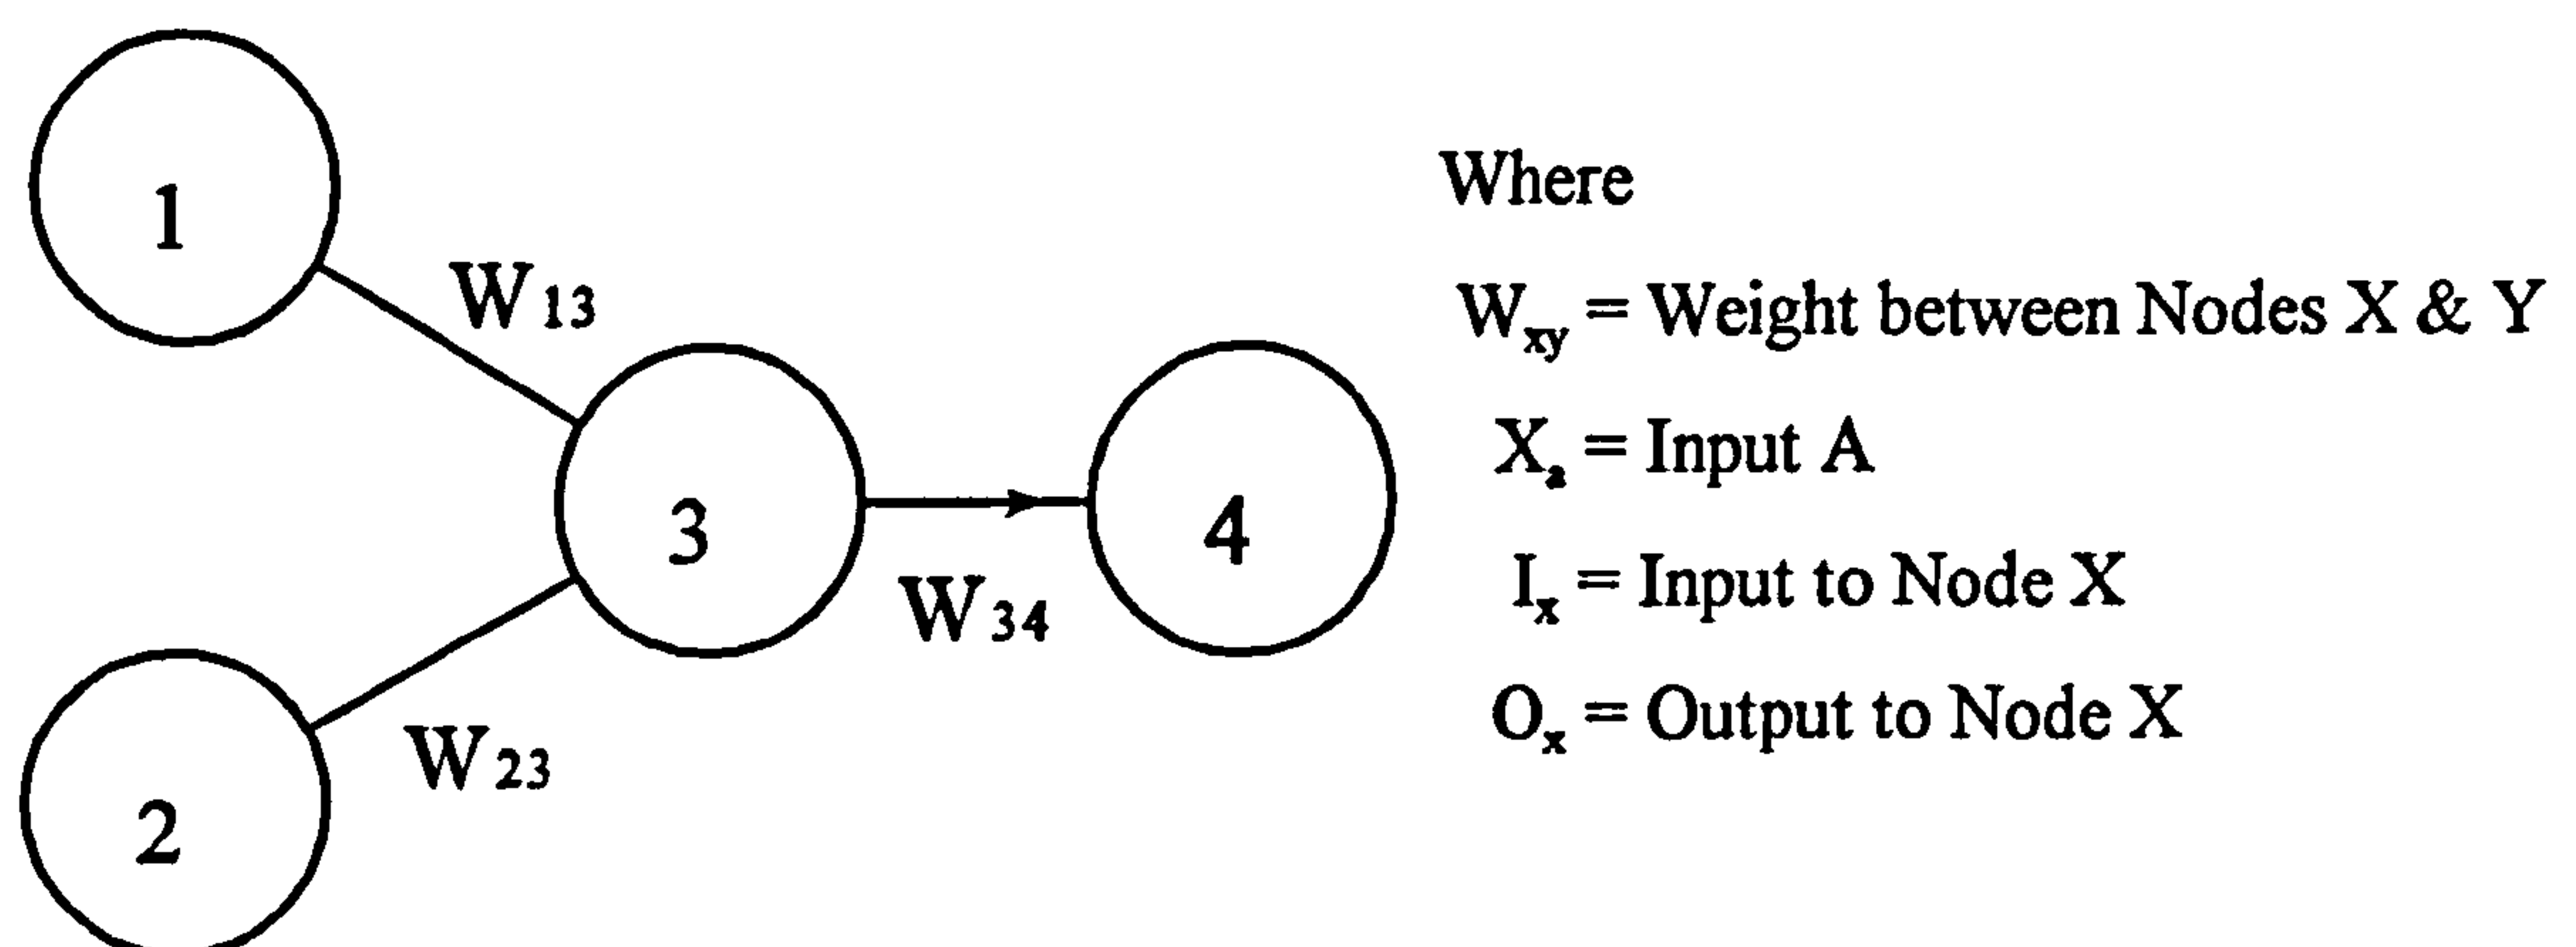 1
W13
3
W34
4
W23
2
Where
Wxy = Weight between Nodes X & Y
Xa = Input A
Ix = Input to Node X
Ox = Output to Node X